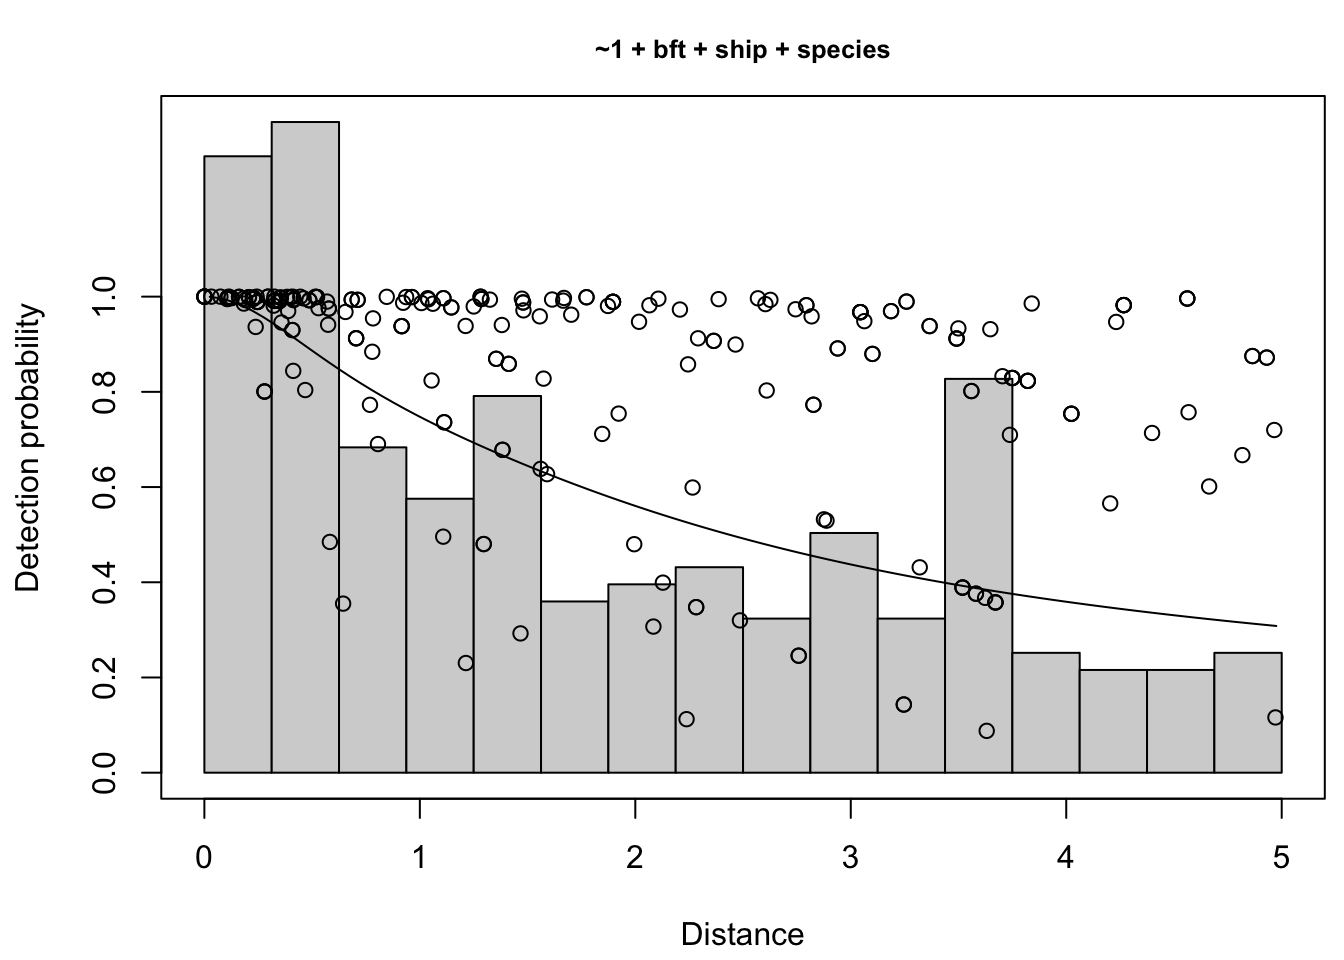 ~1 + bft + ship + species
Detection probability
1.0
0.8
0.6
0.4
0.2
0.0
0 1 2 3 4 5
Distance